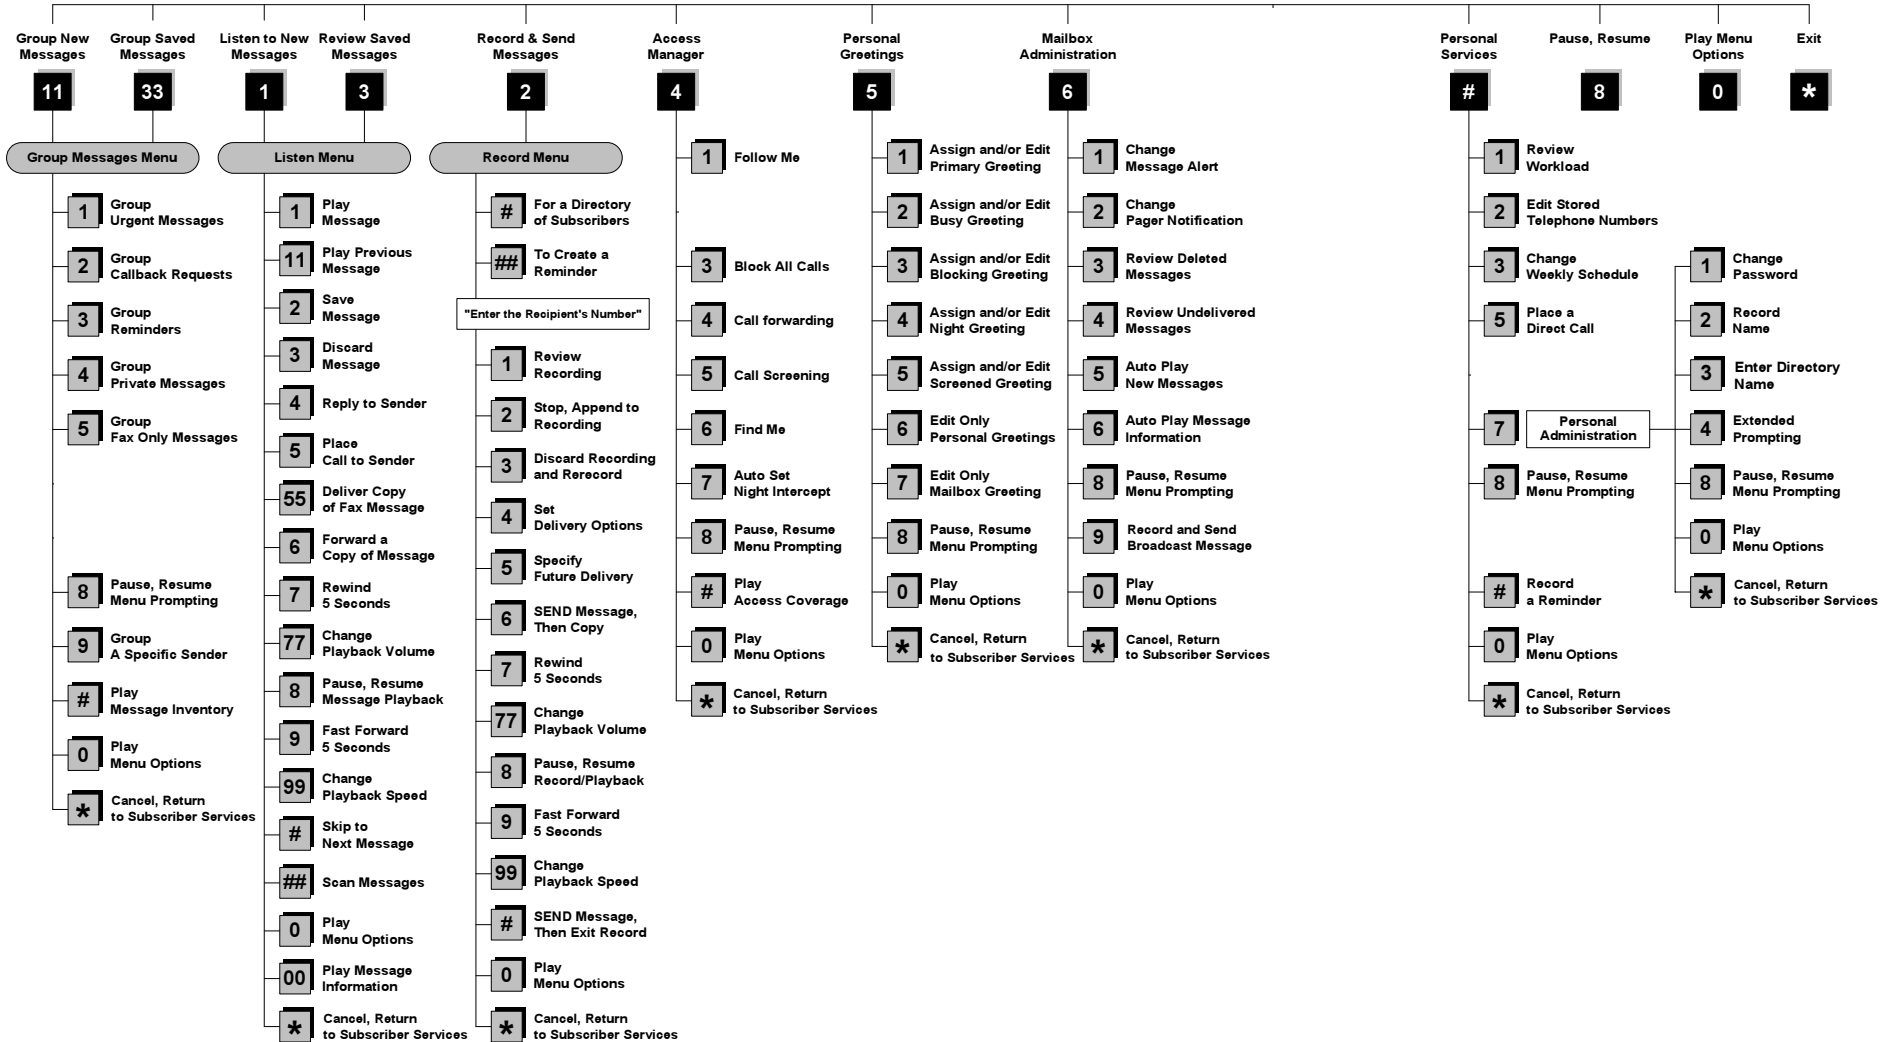 Group New
Messages
11
Group Saved
Messages
33
Listen to New
Messages
1
Review Saved
Messages
3
Record & Send
Messages
2
Access
Manager
4
Personal
Greetings
5
Mailbox
Administration
6
Personal
Services
#
Pause, Resume
8
Play Menu
Options
0
Exit
*
Group Messages Menu
1
Group
Urgent Messages
2
Group
Callback Requests
3
Group
Reminders
4
Group
Private Messages
5
Group
Fax Only Messages
8
Pause, Resume
Menu Prompting
9
Group
A Specific Sender
#
Play
Message Inventory
0
Play
Menu Options
*
Cancel, Return
to Subscriber Services
Listen Menu
1
Play
Message
11
Play Previous
Message
2
Save
Message
3
Discard
Message
4
Reply to Sender
5
Place
Call to Sender
55
Deliver Copy
of Fax Message
6
Forward a
Copy of Message
7
Rewind
5 Seconds
77
Change
Playback Volume
8
Pause, Resume
Message Playback
9
Fast Forward
5 Seconds
99
Change
Playback Speed
#
Skip to
Next Message
##
Scan Messages
0
Play
Menu Options
00
Play Message
Information
*
Cancel, Return
to Subscriber Services
Record Menu
#
For a Directory
of Subscribers
##
To Create a
Reminder
"Enter the Recipient's Number"
1
Review
Recording
2
Stop, Append to
Recording
3
Discard Recording
and Rerecord
4
Set
Delivery Options
5
Specify
Future Delivery
6
SEND Message,
Then Copy
7
Rewind
5 Seconds
77
Change
Playback Volume
8
Pause, Resume
Record/Playback
9
Fast Forward
5 Seconds
99
Change
Playback Speed
#
SEND Message,
Then Exit Record
0
Play
Menu Options
*
Cancel, Return
to Subscriber Services
1
Follow Me
3
Block All Calls
4
Call forwarding
5
Call Screening
6
Find Me
7
Auto Set
Night Intercept
8
Pause, Resume
Menu Prompting
#
Play
Access Coverage
0
Play
Menu Options
*
Cancel, Return
to Subscriber Services
1
Assign and/or Edit
Primary Greeting
2
Assign and/or Edit
Busy Greeting
3
Assign and/or Edit
Blocking Greeting
4
Assign and/or Edit
Night Greeting
5
Assign and/or Edit
Screened Greeting
6
Edit Only
Personal Greetings
7
Edit Only
Mailbox Greeting
8
Pause, Resume
Menu Prompting
0
Play
Menu Options
*
Cancel, Return
to Subscriber Services
1
Change
Message Alert
2
Change
Pager Notification
3
Review Deleted
Messages
4
Review Undelivered
Messages
5
Auto Play
New Messages
6
Auto Play Message
Information
8
Pause, Resume
Menu Prompting
9
Record and Send
Broadcast Message
0
Play
Menu Options
*
Cancel, Return
to Subscriber Services
1
Review
Workload
2
Edit Stored
Telephone Numbers
3
Change
Weekly Schedule
5
Place a
Direct Call
7
Personal
Administration
8
Pause, Resume
Menu Prompting
#
Record
a Reminder
0
Play
Menu Options
*
Cancel, Return
to Subscriber Services
1
Change
Password
2
Record
Name
3
Enter Directory
Name
4
Extended
Prompting
8
Pause, Resume
Menu Prompting
0
Play
Menu Options
*
Cancel, Return
to Subscriber Services